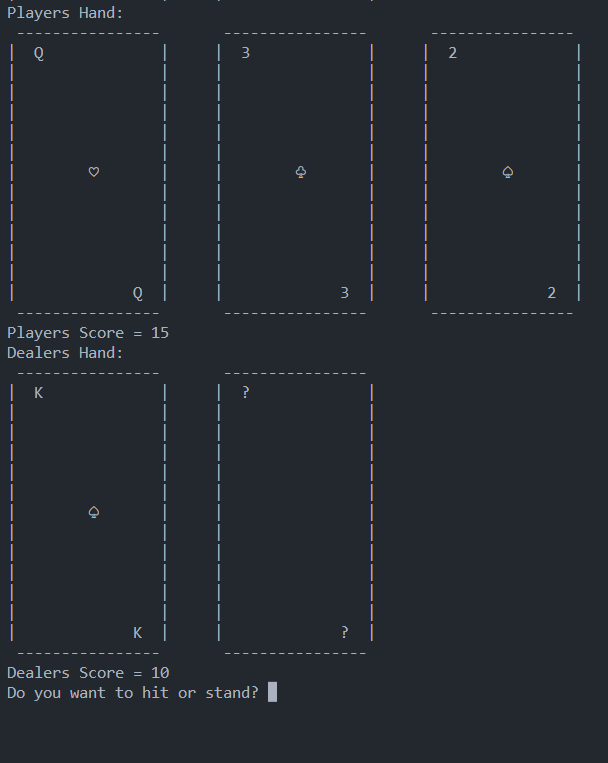 Players Hand:
Q 3 2
♡ ♧ ♤
Q 3 2
Players Score = 15
Dealers Hand:
K ?
♤
K ?
Dealers Score = 10
Do you want to hit or stand?